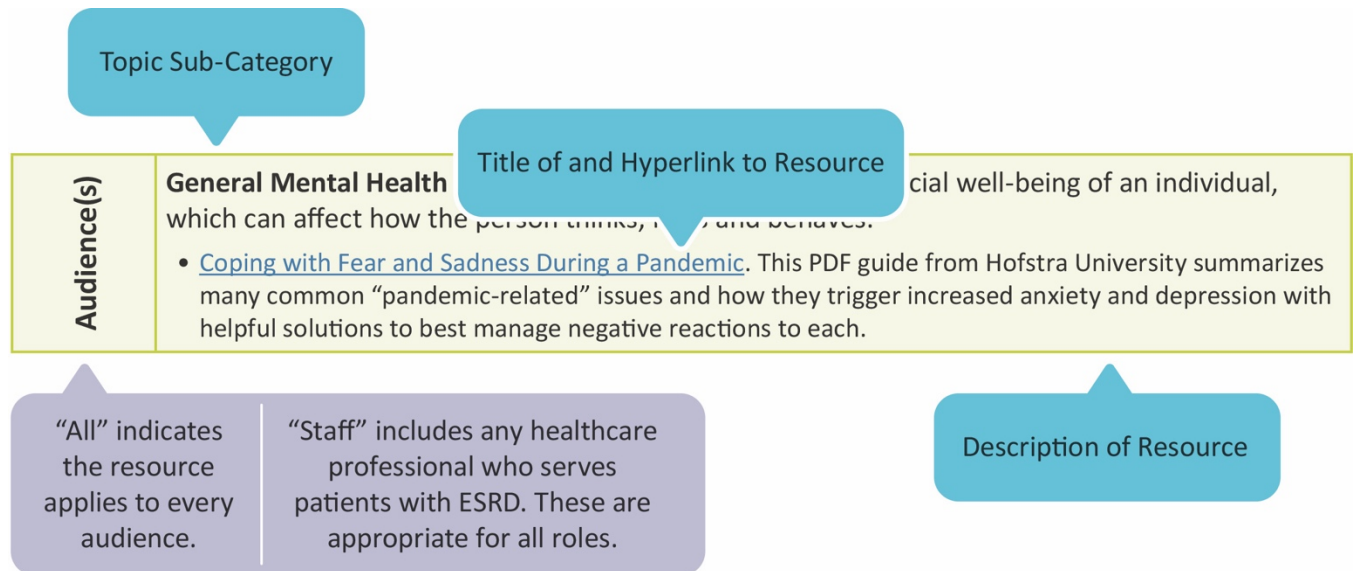 Topic Sub-Category
Title of and Hyperlink to Resource
Audience(s)
General Mental Health cial well-being of an individual,
which can affect how the person thinks, and behaves.
• Coping with Fear and Sadness During a Pandemic. This PDF guide from Hofstra University summarizes
many common “pandemic-related” issues and how they trigger increased anxiety and depression with
helpful solutions to best manage negative reactions to each.
“All” indicates
the resource
applies to every
audience.
“Staff” includes any healthcare
professional who serves
patients with ESRD. These are
appropriate for all roles.
Description of Resource